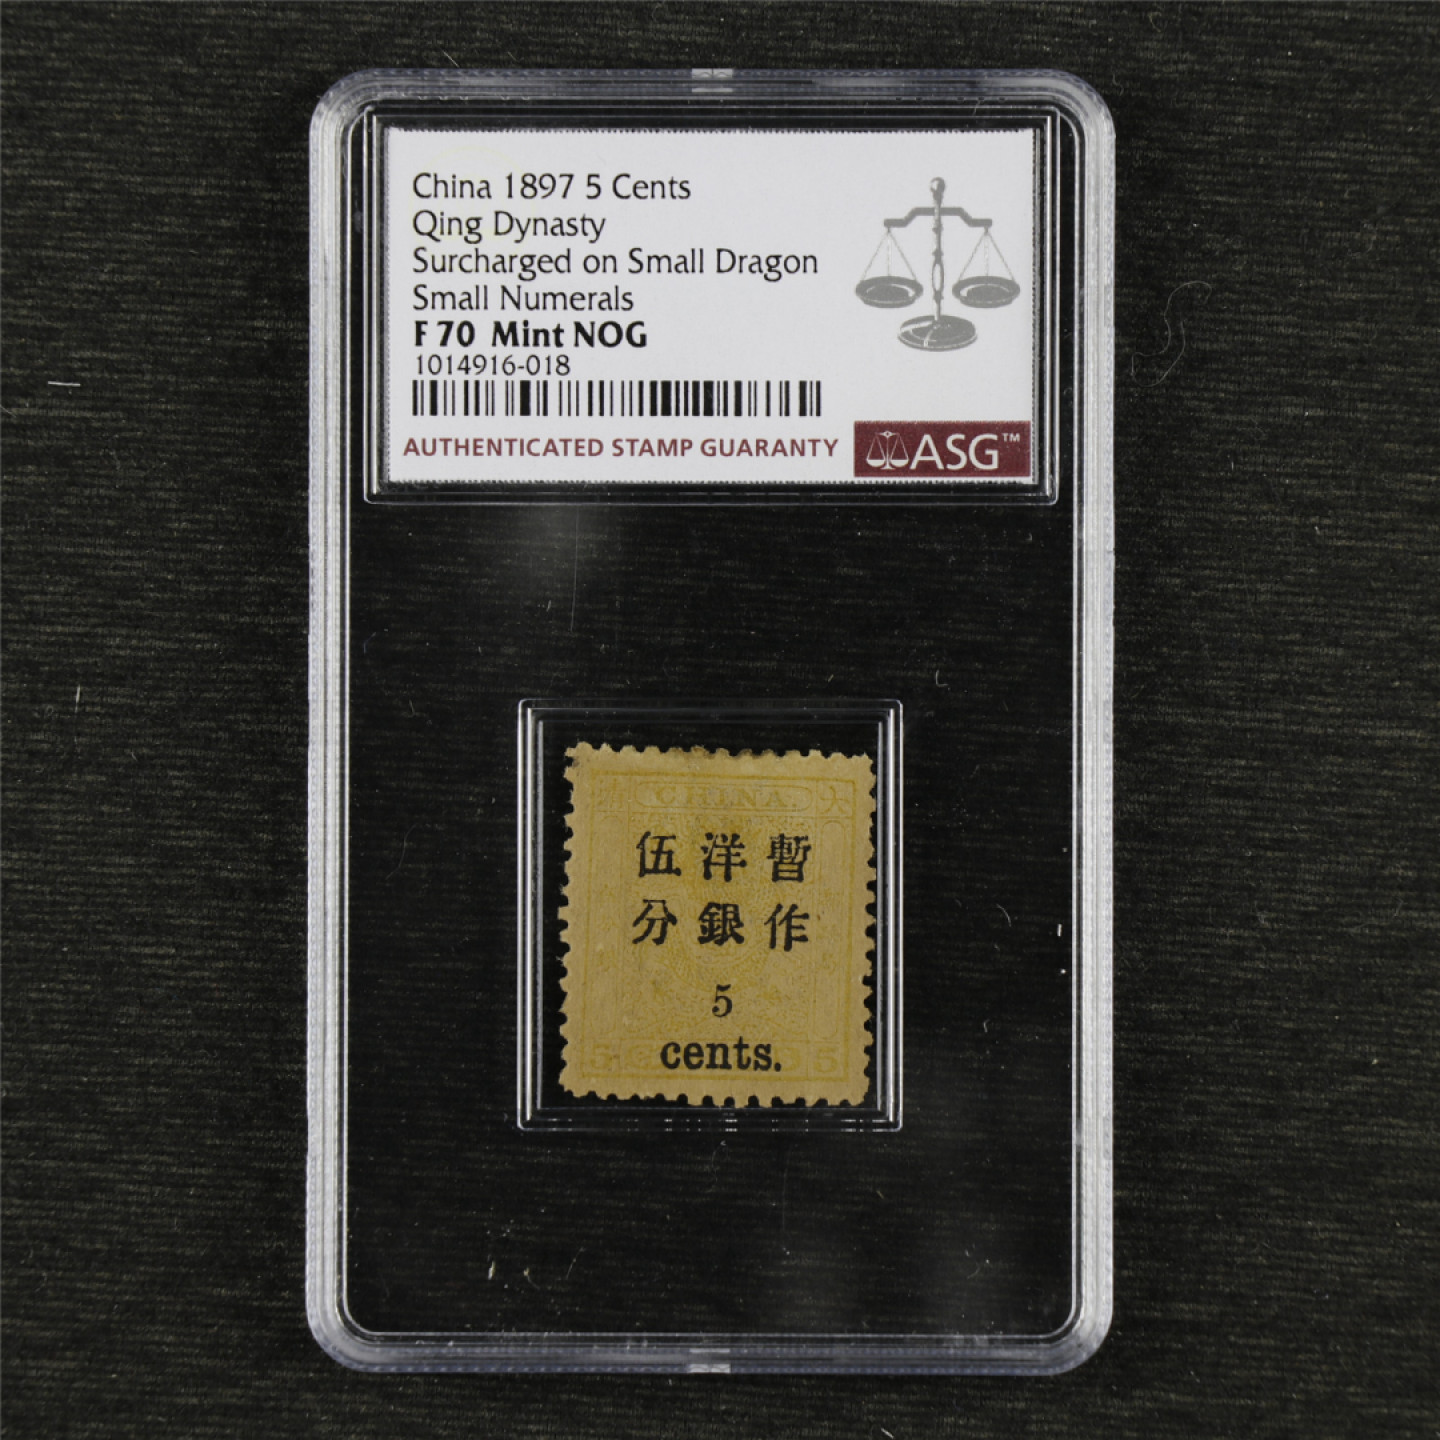 China 1897 5 Cents
Qing Dynasty
Surcharged on Small Dragon
Small Numerals
F 70 Mint NOG
1014916-018
AUTHENTICATED STAMP GUARANTY
ASG™
CHINA.
大
暫作
洋銀
伍分
5
cents.
5
5